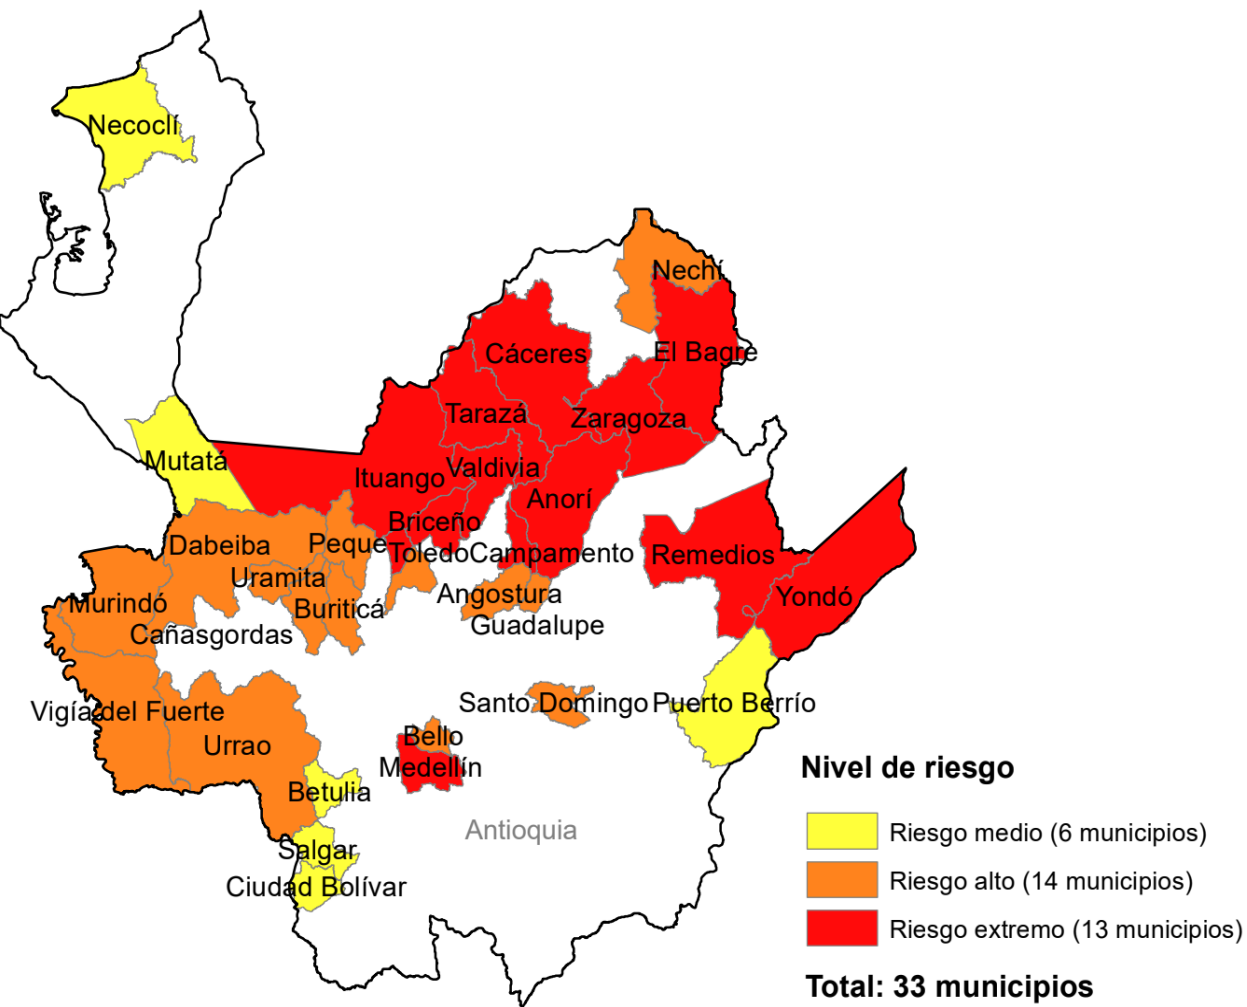 Necoclí
Nechí
Cáceres
El Bagre
Tarazá
Zaragoza
Mutatá
Ituango
Valdivia
Anorí
Briceño
Dabeiba
Peque
Toledo
Campamento
Remedios
Uramita
Angostura
Yondó
Murindó
Buriticá
Cañasgordas
Guadalupe
Santo Domingo
Puerto Berrío
Vigía del Fuerte
Urrao
Bello
Medellín
Betulia
Antioquia
Salgar
Ciudad Bolívar
Nivel de riesgo
Riesgo medio (6 municipios)
Riesgo alto (14 municipios)
Riesgo extremo (13 municipios)
Total: 33 municipios